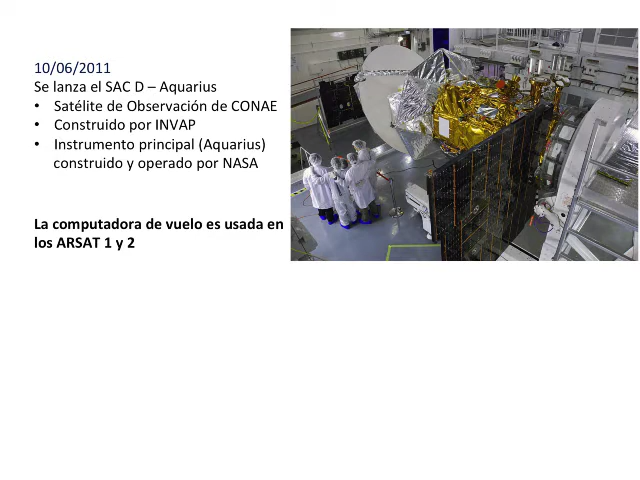 10/06/2011
Se lanza el SAC D – Aquarius
• Satélite de Observación de CONAE
• Construido por INVAP
• Instrumento principal (Aquarius)
construido y operado por NASA
La computadora de vuelo es usada en
los ARSAT 1 y 2